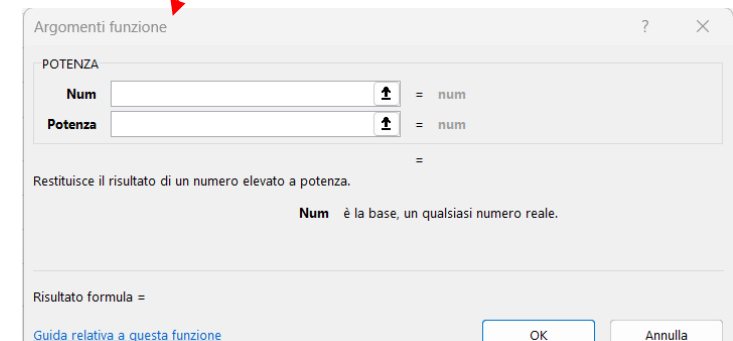 Argomenti funzione ? ×
POTENZA
Num = num
Potenza = num
=
Restituisce il risultato di un numero elevato a potenza.
Num è la base, un qualsiasi numero reale.
Risultato formula =
Guida relativa a questa funzione OK Annulla